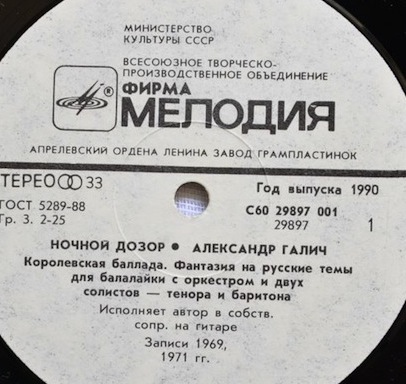 МИНИСТЕРСТВО
КУЛЬТУРЫ СССР
ВСЕСОЮЗНОЕ ТВОРЧЕСКО-
ПРОИЗВОДСТВЕННОЕ ОБЪЕДИНЕНИЕ
®
ФИРМА
МЕЛОДИЯ
АПРЕЛЕВСКИЙ ОРДЕНА ЛЕНИНА ЗАВОД ГРАМПЛАСТИНОК
СТЕРЕО 33
Год выпуска 1990
ГОСТ 5289-88
С60 29897 001
Гр. 3. 2-25
29897
1
НОЧНОЙ ДОЗОР ● АЛЕКСАНДР ГАЛИЧ
Королевская баллада. Фантазия на русские темы
для балалайки с оркестром и двух
солистов — тенора и баритона
Исполняет автор в собств.
сопр. на гитаре
Записи 1969,
1971 гг.